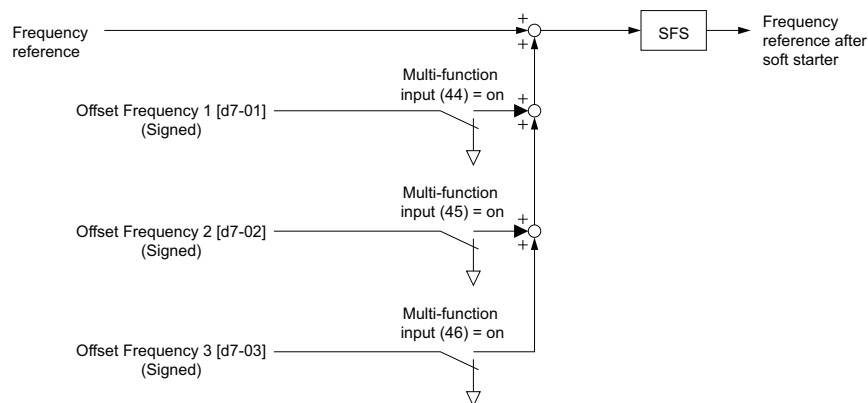 Frequency
reference
+
+
SFS
Frequency
reference after
soft starter
Multi-function
input (44) = on
Offset Frequency 1 [d7-01]
(Signed)
+
+
Multi-function
input (45) = on
Offset Frequency 2 [d7-02]
(Signed)
+
+
Multi-function
input (46) = on
Offset Frequency 3 [d7-03]
(Signed)